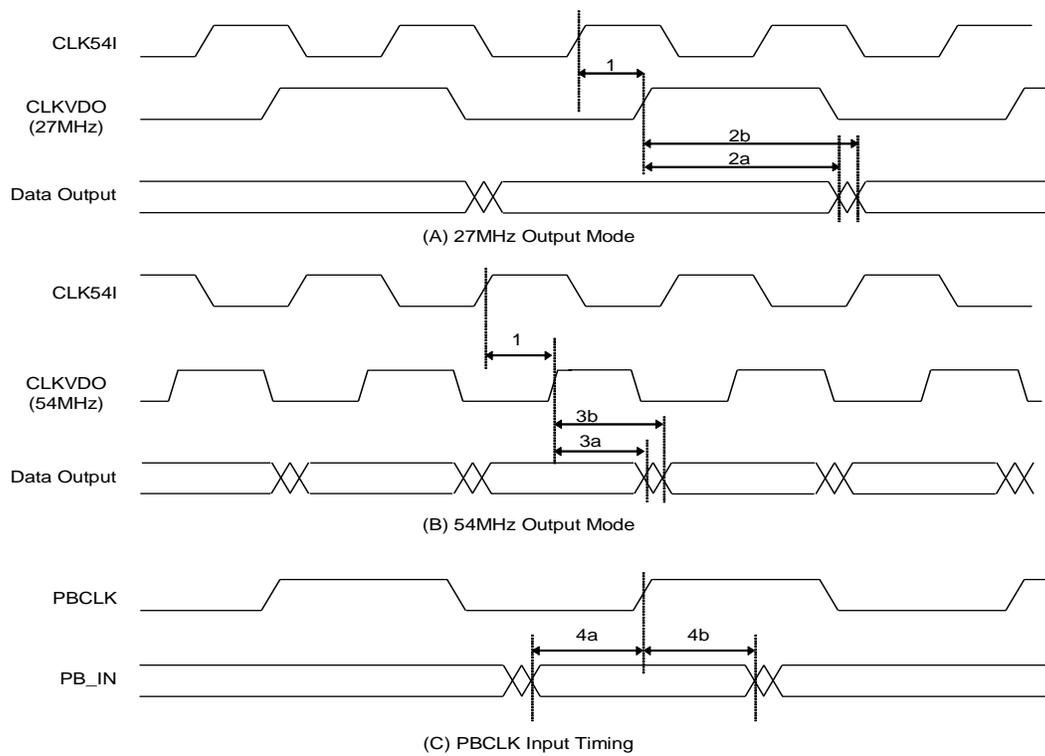 CLK54I
1
CLKVDO
(27MHz)
2b
2a
Data Output
(A) 27MHz Output Mode
CLK54I
1
CLKVDO
(54MHz)
3b
3a
Data Output
(B) 54MHz Output Mode
PBCLK
4a 4b
PB_IN
(C) PBCLK Input Timing